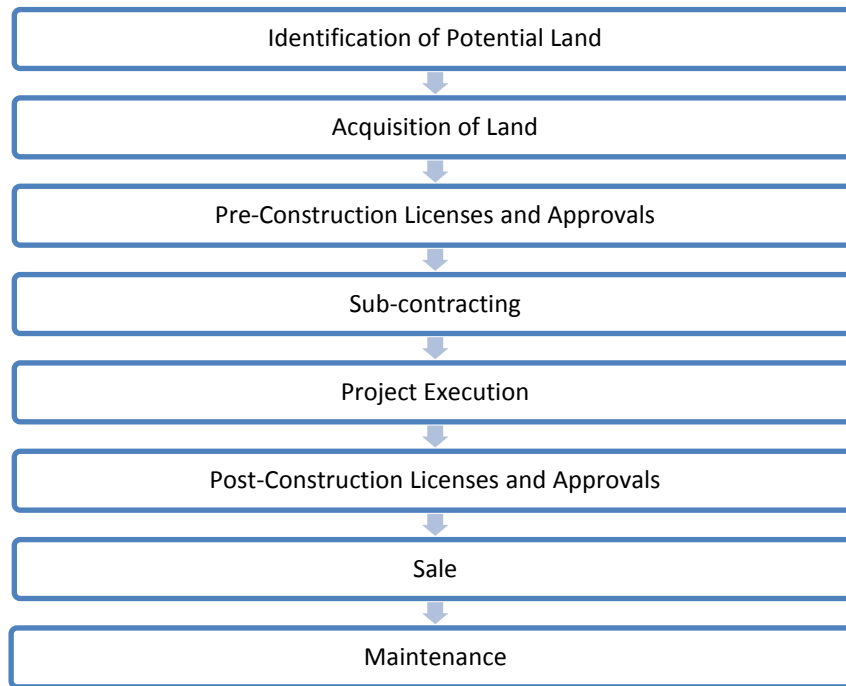 Identification of Potential Land
Acquisition of Land
Pre-Construction Licenses and Approvals
Sub-contracting
Project Execution
Post-Construction Licenses and Approvals
Sale
Maintenance